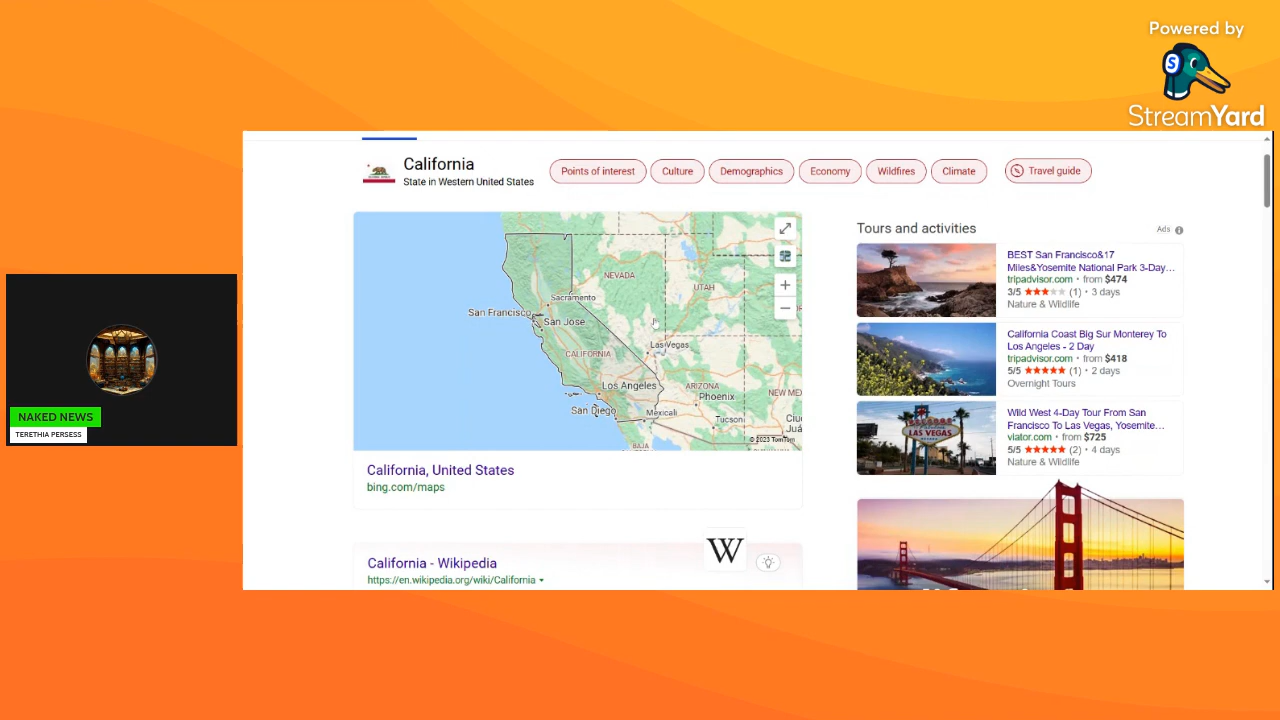 Powered by
StreamYard
California
State in Western United States
Points of interest
Culture
Demographics
Economy
Wildfires
Climate
Travel guide
NEVADA
UTAH
Sacramento
San Francisco
San Jose
CALIFORNIA
Las Vegas
Los Angeles
ARIZONA
Phoenix
NEW ME
San Diego
Mexicali
Tucson
Ciu
Juá
BAJA
© 2023 TomTom
California, United States
bing.com/maps
California - Wikipedia
https://en.wikipedia.org/wiki/California
W
Tours and activities
Ads
BEST San Francisco&17
Miles&Yosemite National Park 3-Day…
tripadvisor.com • from $474
3/5 ★★★★★ (1) • 3 days
Nature & Wildlife
California Coast Big Sur Monterey To
Los Angeles - 2 Day
tripadvisor.com • from $418
5/5 ★★★★★ (1) • 2 days
Overnight Tours
Wild West 4-Day Tour From San
Francisco To Las Vegas, Yosemite…
viator.com • from $725
5/5 ★★★★★ (2) • 4 days
Nature & Wildlife
LAS VEGAS
NAKED NEWS
TERETHIA PERSESS